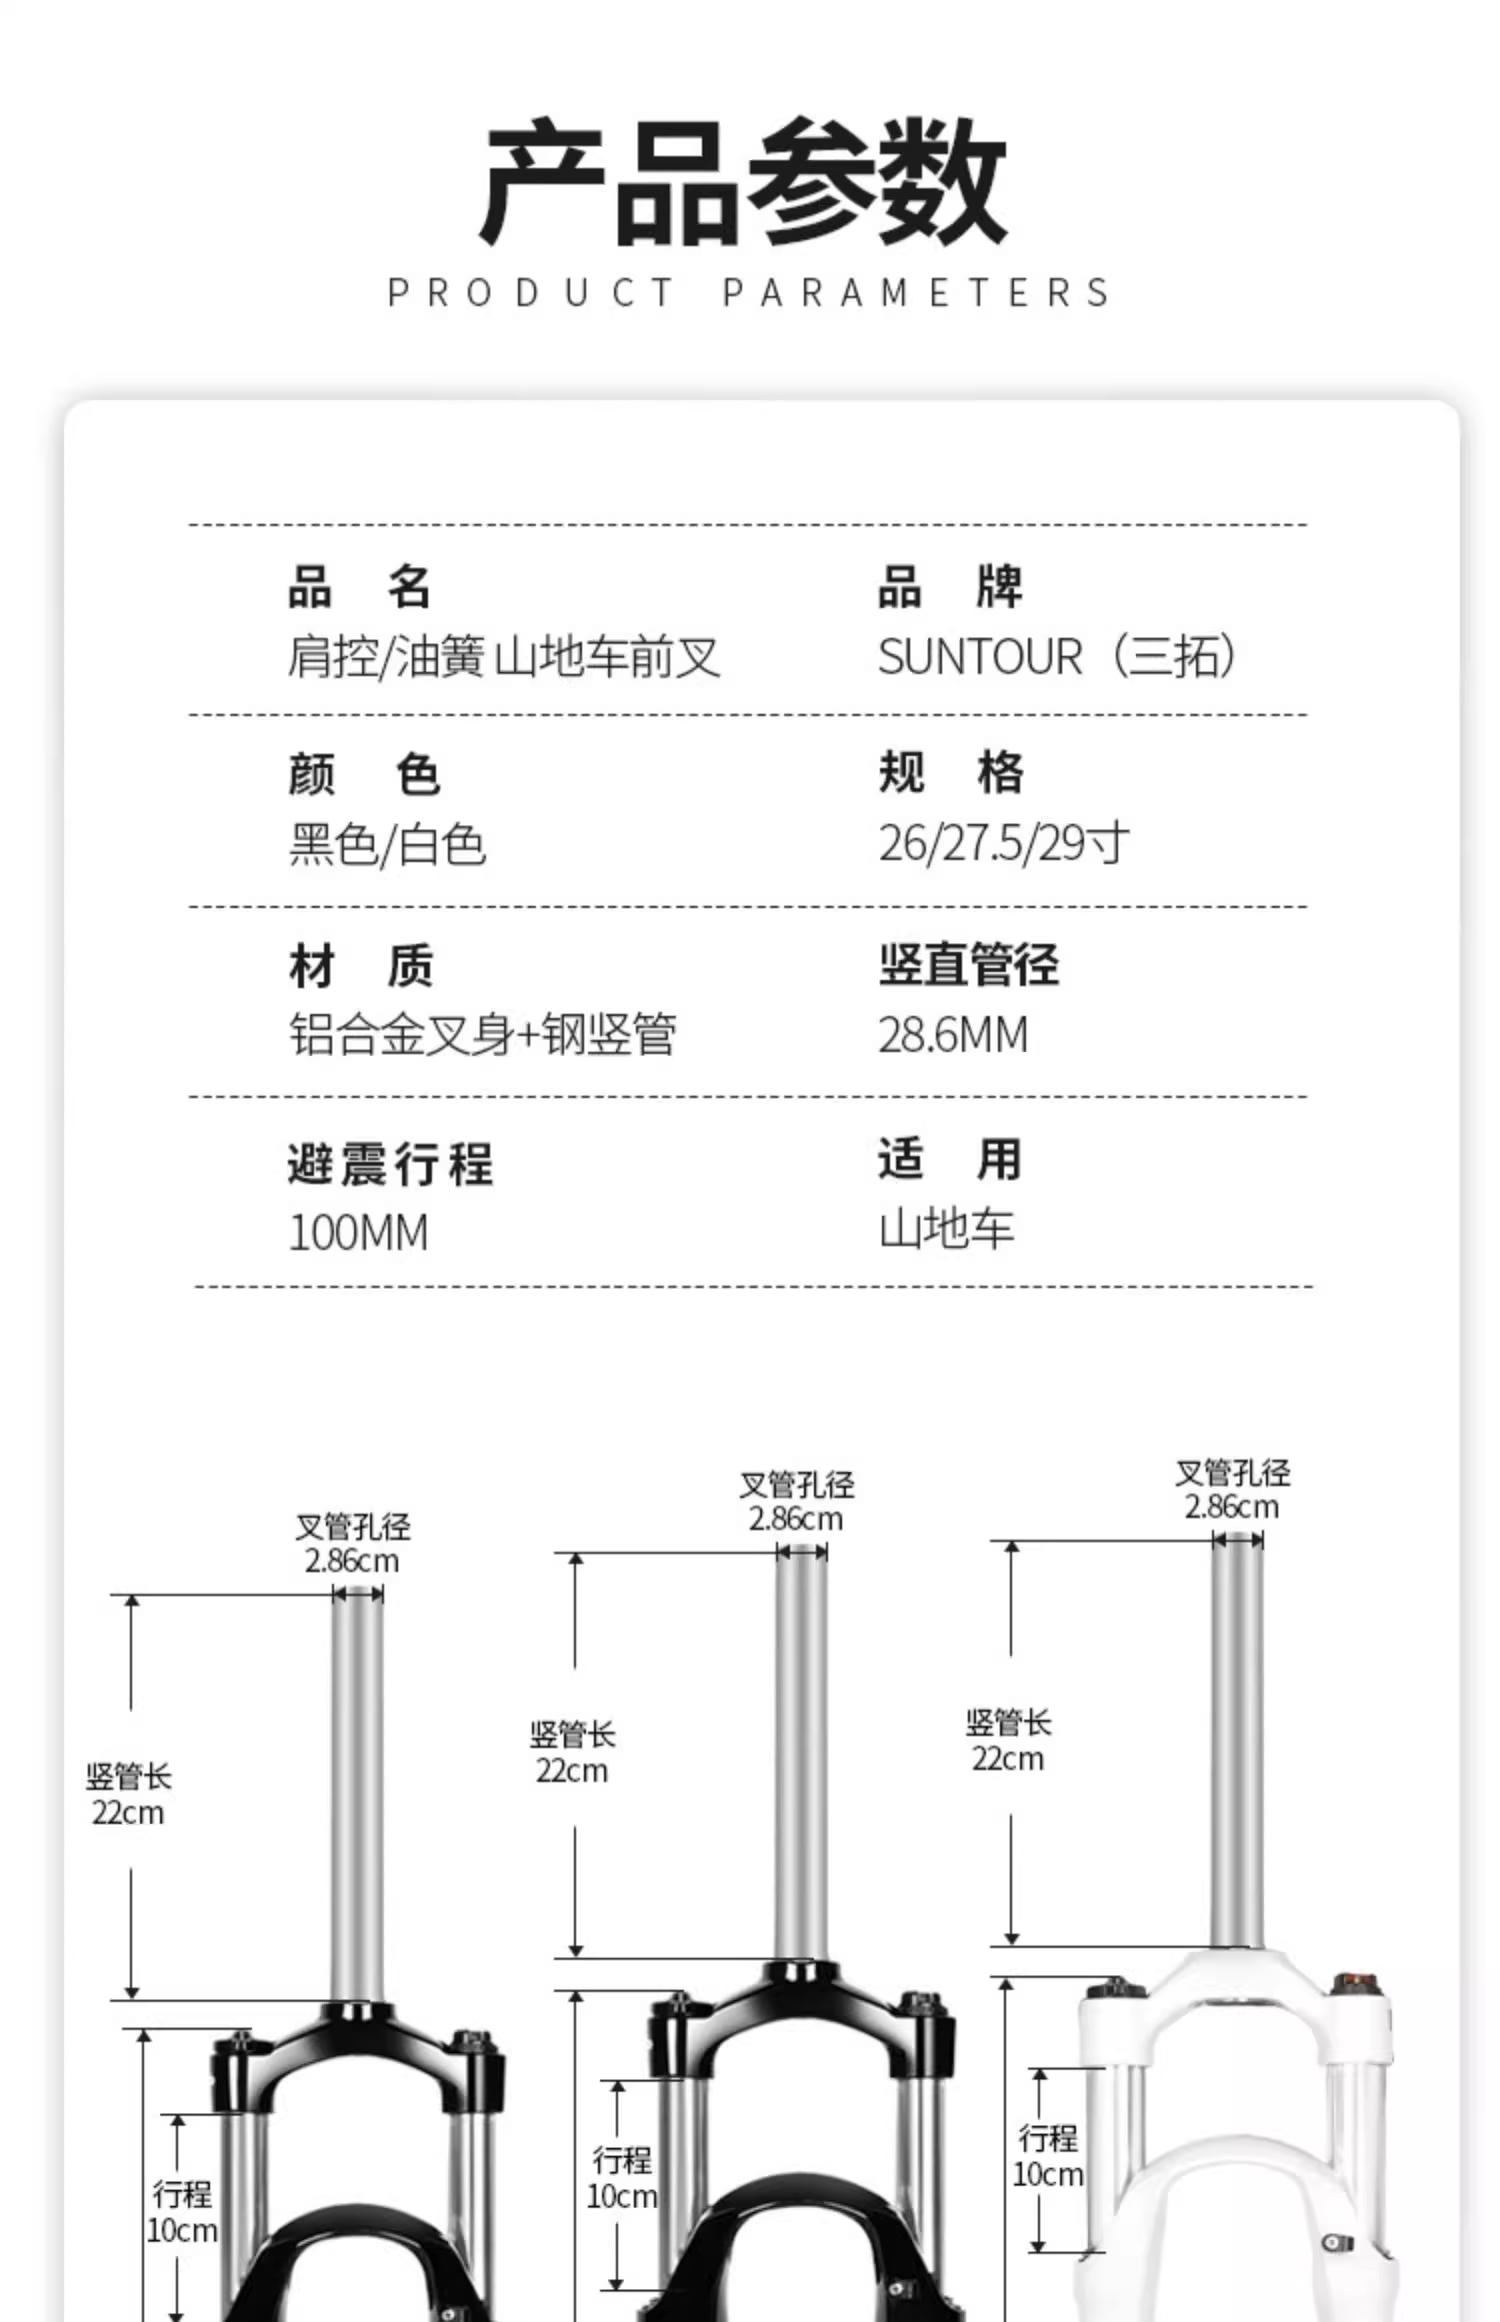 产品参数
PRODUCT PARAMETERS
品 名
肩控/油簧 山地车前叉
品 牌
SUNTOUR（三拓）
颜 色
黑色/白色
规 格
26/27.5/29寸
材 质
铝合金叉身+钢竖管
竖直管径
28.6MM
避震行程
100MM
适 用
山地车
叉管孔径
2.86cm
竖管长
22cm
行程
10cm
叉管孔径
2.86cm
竖管长
22cm
行程
10cm
叉管孔径
2.86cm
竖管长
22cm
行程
10cm